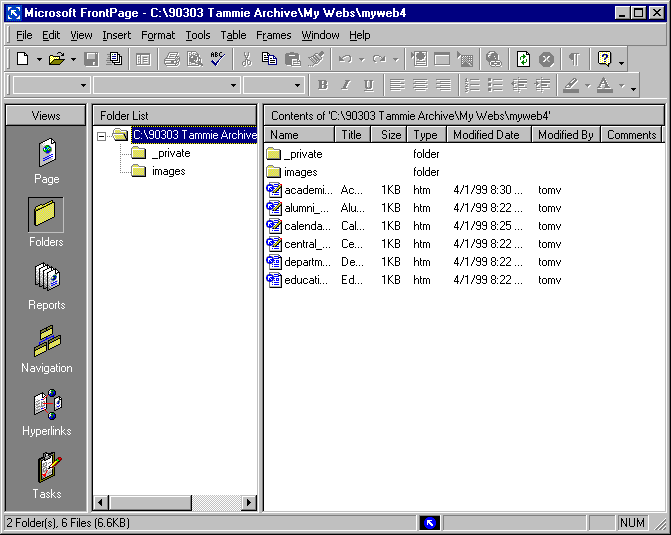 Microsoft FrontPage - C:\90303 Tammie Archive\My Webs\myweb4
File Edit View Insert Format Tools Table Frames Window Help
B I U A
Views
Page
Folders
Reports
Navigation
Hyperlinks
Tasks
Folder List
C:\90303 Tammie Archive
_private
images
Contents of 'C:\90303 Tammie Archive\My Webs\myweb4'
Name Title Size Type Modified Date Modified By Comments
_private folder
images folder
academi... Ac... 1KB htm 4/1/99 8:30 ... tomv
alumni_... Alu... 1KB htm 4/1/99 8:22 ... tomv
calenda... Cal... 1KB htm 4/1/99 8:25 ... tomv
central_... Ce... 1KB htm 4/1/99 8:22 ... tomv
departm... De... 1KB htm 4/1/99 8:22 ... tomv
educati... Ed... 1KB htm 4/1/99 8:22 ... tomv
2 Folder(s), 6 Files (6.6KB)
NUM